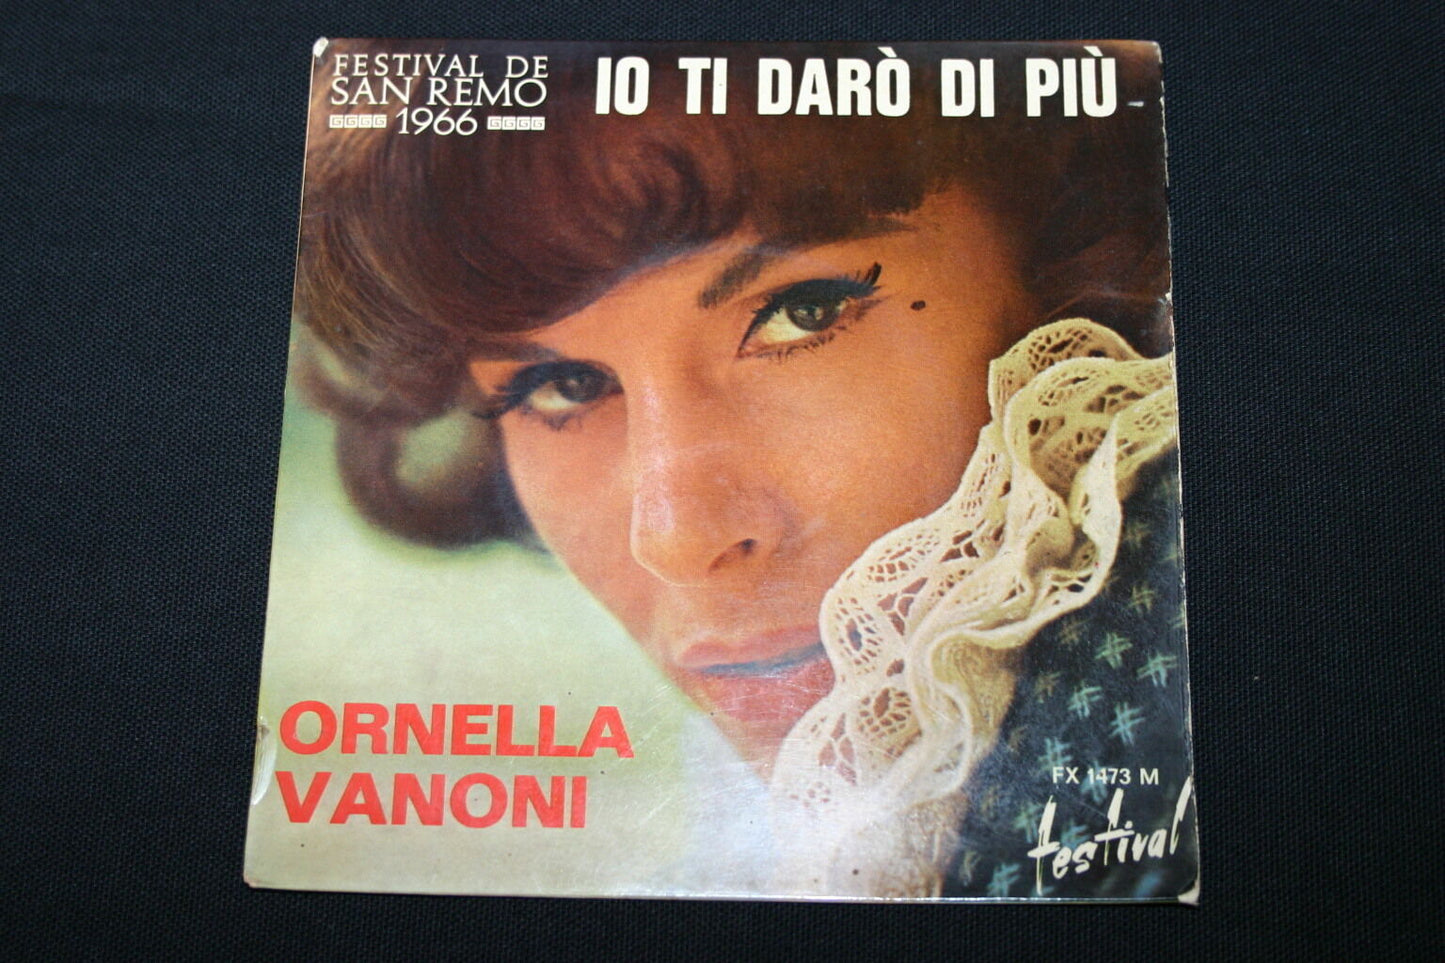 FESTIVAL DE
SAN REMO
1966
IO TI DARÒ DI PIÙ
ORNELLA
VANONI
FX 1473 M
festival